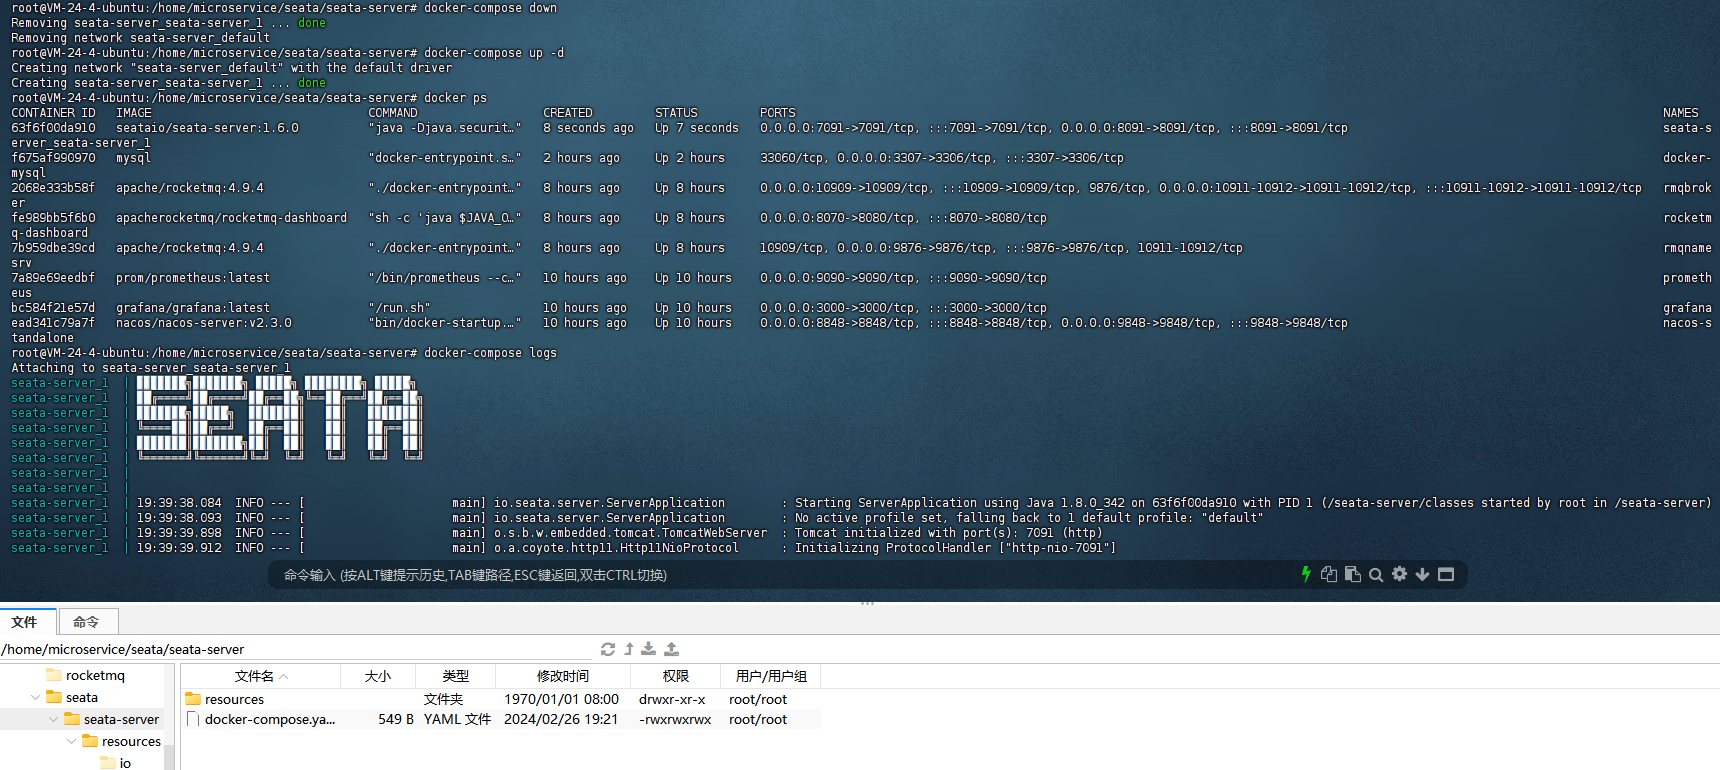 root@VM-24-4-ubuntu:/home/microservice/seata/seata-server# docker-compose down
Removing seata-server_seata-server_1 ... done
Removing network seata-server_default
root@VM-24-4-ubuntu:/home/microservice/seata/seata-server# docker-compose up -d
Creating network "seata-server_default" with the default driver
Creating seata-server_seata-server_1 ... done
root@VM-24-4-ubuntu:/home/microservice/seata/seata-server# docker ps
CONTAINER ID IMAGE COMMAND CREATED STATUS PORTS NAMES
63f6f00da910 seataio/seata-server:1.6.0 "java -Djava.securit…" 8 seconds ago Up 7 seconds 0.0.0.0:7091->7091/tcp, :::7091->7091/tcp, 0.0.0.0:8091->8091/tcp, :::8091->8091/tcp seata-s
erver_seata-server_1
f675af990970 mysql "docker-entrypoint.s…" 2 hours ago Up 2 hours 33060/tcp, 0.0.0.0:3307->3306/tcp, :::3307->3306/tcp docker-
mysql
2068e333b58f apache/rocketmq:4.9.4 "./docker-entrypoint…" 8 hours ago Up 8 hours 0.0.0.0:10909->10909/tcp, :::10909->10909/tcp, 9876/tcp, 0.0.0.0:10911-10912->10911-10912/tcp, :::10911-10912->10911-10912/tcp rmqbrok
er
fe989bb5f6b0 apacherocketmq/rocketmq-dashboard "sh -c 'java $JAVA_O…" 8 hours ago Up 8 hours 0.0.0.0:8070->8080/tcp, :::8070->8080/tcp rocketm
q-dashboard
7b959dbe39cd apache/rocketmq:4.9.4 "./docker-entrypoint…" 8 hours ago Up 8 hours 10909/tcp, 0.0.0.0:9876->9876/tcp, :::9876->9876/tcp, 10911-10912/tcp rmqname
srv
7a89e69eedbf prom/prometheus:latest "/bin/prometheus --c…" 10 hours ago Up 10 hours 0.0.0.0:9090->9090/tcp, :::9090->9090/tcp prometh
eus
bc584f21e57d grafana/grafana:latest "/run.sh" 10 hours ago Up 10 hours 0.0.0.0:3000->3000/tcp, :::3000->3000/tcp grafana
ead341c79a7f nacos/nacos-server:v2.3.0 "bin/docker-startup.…" 10 hours ago Up 10 hours 0.0.0.0:8848->8848/tcp, :::8848->8848/tcp, 0.0.0.0:9848->9848/tcp, :::9848->9848/tcp nacos-s
tandalone
root@VM-24-4-ubuntu:/home/microservice/seata/seata-server# docker-compose logs
Attaching to seata-server_seata-server_1
seata-server_1 |
seata-server_1 |
seata-server_1 |
seata-server_1 | SEATA
seata-server_1 |
seata-server_1 |
seata-server_1 |
seata-server_1 |
seata-server_1 | 19:39:38.084 INFO --- [ main] io.seata.server.ServerApplication : Starting ServerApplication using Java 1.8.0_342 on 63f6f00da910 with PID 1 (/seata-server/classes started by root in /seata-server)
seata-server_1 | 19:39:38.093 INFO --- [ main] io.seata.server.ServerApplication : No active profile set, falling back to 1 default profile: "default"
seata-server_1 | 19:39:39.898 INFO --- [ main] o.s.b.w.embedded.tomcat.TomcatWebServer : Tomcat initialized with port(s): 7091 (http)
seata-server_1 | 19:39:39.912 INFO --- [ main] o.a.coyote.http11.Http11NioProtocol : Initializing ProtocolHandler ["http-nio-7091"]
命令输入 (按ALT键提示历史,TAB键路径,ESC键返回,双击CTRL切换)
文件 命令
/home/microservice/seata/seata-server
rocketmq
seata
seata-server
resources
io
文件名 大小 类型 修改时间 权限 用户/用户组
resources 文件夹 1970/01/01 08:00 drwxr-xr-x root/root
docker-compose.ya... 549 B YAML 文件 2024/02/26 19:21 -rwxrwxrwx root/root